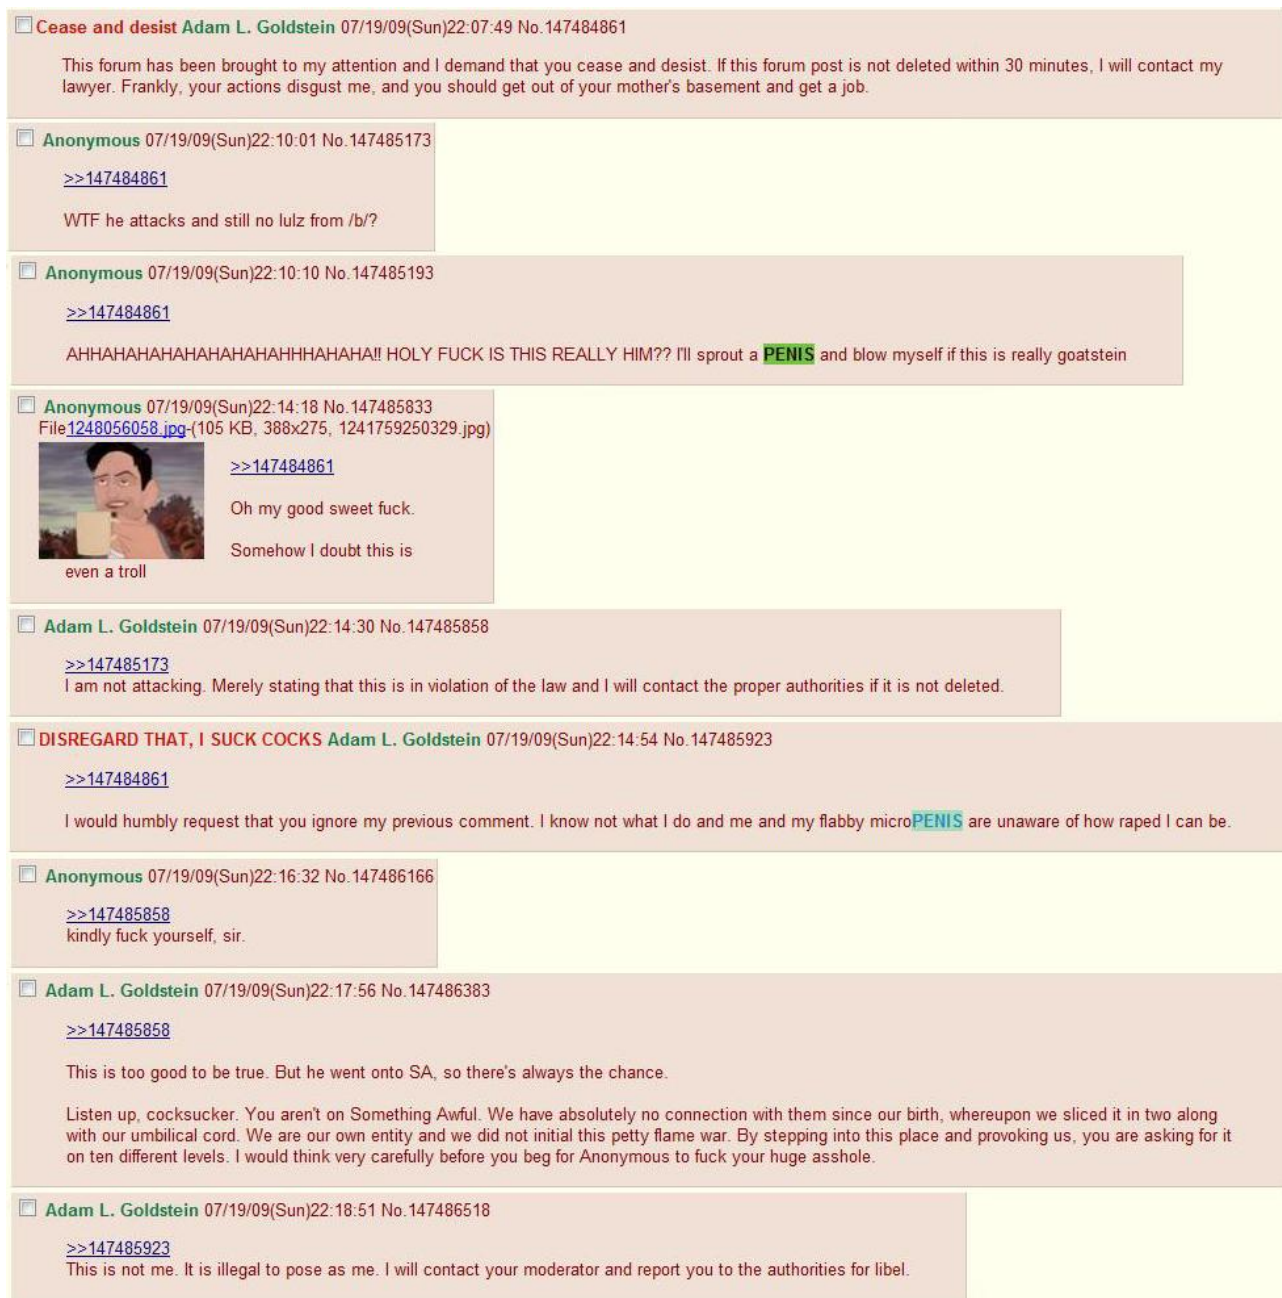 Cease and desist Adam L. Goldstein 07/19/09(Sun)22:07:49 No.147484861
This forum has been brought to my attention and I demand that you cease and desist. If this forum post is not deleted within 30 minutes, I will contact my
lawyer. Frankly, your actions disgust me, and you should get out of your mother's basement and get a job.
Anonymous 07/19/09(Sun)22:10:01 No.147485173
>>147484861
WTF he attacks and still no lulz from /b/?
Anonymous 07/19/09(Sun)22:10:10 No.147485193
>>147484861
AHHAHAHAHAHAHAHAHAHHHAHAHA!! HOLY FUCK IS THIS REALLY HIM?? I'll sprout a PENIS and blow myself if this is really goatstein
Anonymous 07/19/09(Sun)22:14:18 No.147485833
File1248056058.jpg-(105 KB, 388x275, 1241759250329.jpg)
>>147484861
Oh my good sweet fuck.
Somehow I doubt this is
even a troll
Adam L. Goldstein 07/19/09(Sun)22:14:30 No.147485858
>>147485173
I am not attacking. Merely stating that this is in violation of the law and I will contact the proper authorities if it is not deleted.
DISREGARD THAT, I SUCK COCKS Adam L. Goldstein 07/19/09(Sun)22:14:54 No.147485923
>>147484861
I would humbly request that you ignore my previous comment. I know not what I do and me and my flabby microPENIS are unaware of how raped I can be.
Anonymous 07/19/09(Sun)22:16:32 No.147486166
>>147485858
kindly fuck yourself, sir.
Adam L. Goldstein 07/19/09(Sun)22:17:56 No.147486383
>>147485858
This is too good to be true. But he went onto SA, so there's always the chance.
Listen up, cocksucker. You aren't on Something Awful. We have absolutely no connection with them since our birth, whereupon we sliced it in two along
with our umbilical cord. We are our own entity and we did not initial this petty flame war. By stepping into this place and provoking us, you are asking for it
on ten different levels. I would think very carefully before you beg for Anonymous to fuck your huge asshole.
Adam L. Goldstein 07/19/09(Sun)22:18:51 No.147486518
>>147485923
This is not me. It is illegal to pose as me. I will contact your moderator and report you to the authorities for libel.